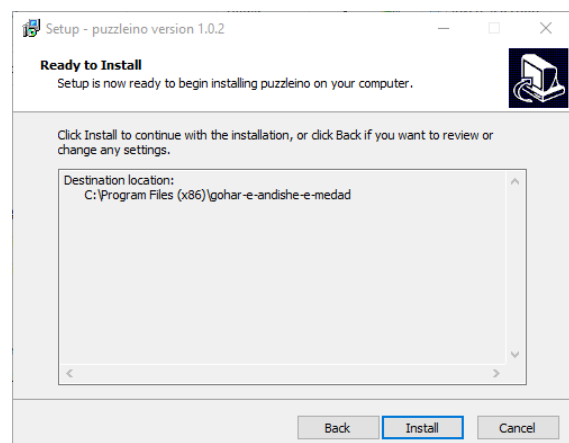 Setup - puzzleino version 1.0.2
Ready to Install
Setup is now ready to begin installing puzzleino on your computer.
Click Install to continue with the installation, or click Back if you want to review or
change any settings.
Destination location:
C:\Program Files (x86)\gohar-e-andishe-e-medad
Back
Install
Cancel